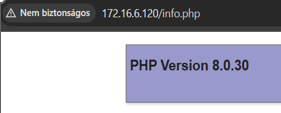 Nem biztonságos 172.16.6.120/info.php
PHP Version 8.0.30